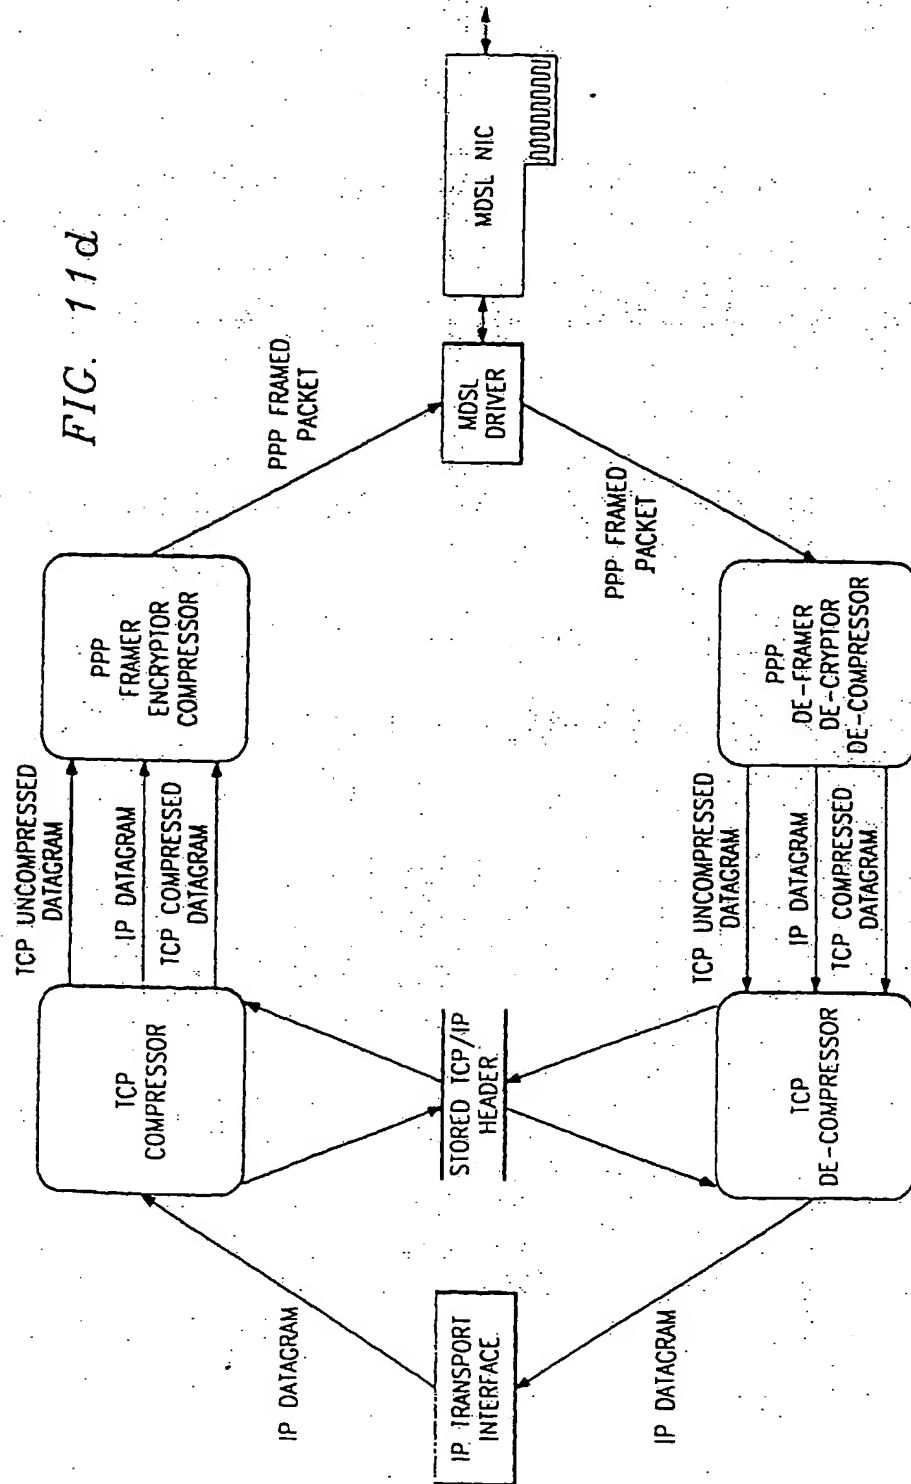 FIG. 11d
TCP UNCOMPRESSED
DATAGRAM
IP DATAGRAM
TCP COMPRESSED
DATAGRAM
TCP
COMPRESSOR
PPP
FRAMER
ENCRYPTOR
COMPRESSOR
IP DATAGRAM
PPP FRAMED
PACKET
IP TRANSPORT
INTERFACE
STORED TCP/IP
HEADER
MDSL
DRIVER
MDSL NIC
IP DATAGRAM
PPP FRAMED
PACKET
TCP UNCOMPRESSED
DATAGRAM
IP DATAGRAM
TCP COMPRESSED
DATAGRAM
TCP
DE-COMPRESSOR
PPP
DE-FRAMER
DE-CRYPTOR
DE-COMPRESSOR